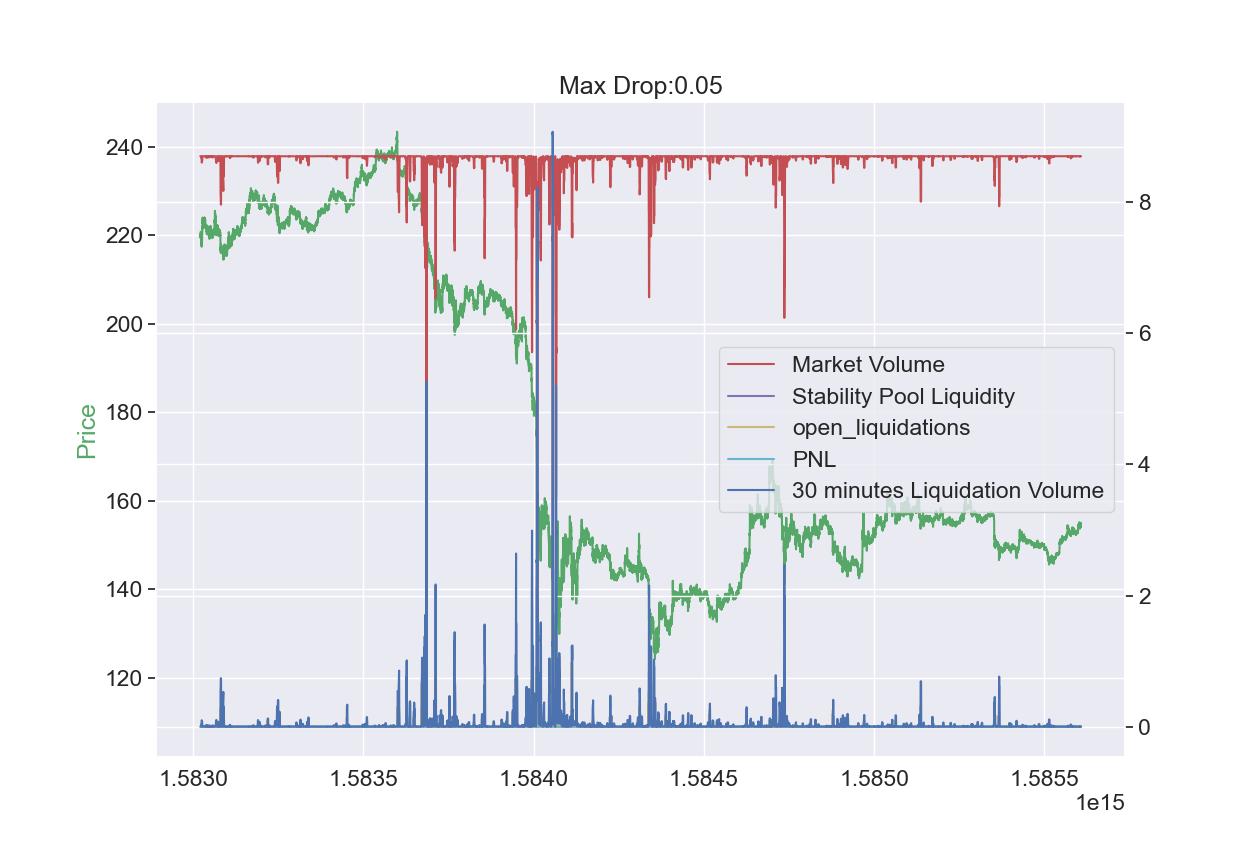 Max Drop:0.05
240
220
200
180
160
140
120
Price
8
6
4
2
0
Market Volume
Stability Pool Liquidity
open_liquidations
PNL
30 minutes Liquidation Volume
1.5830 1.5835 1.5840 1.5845 1.5850 1.5855
1e15